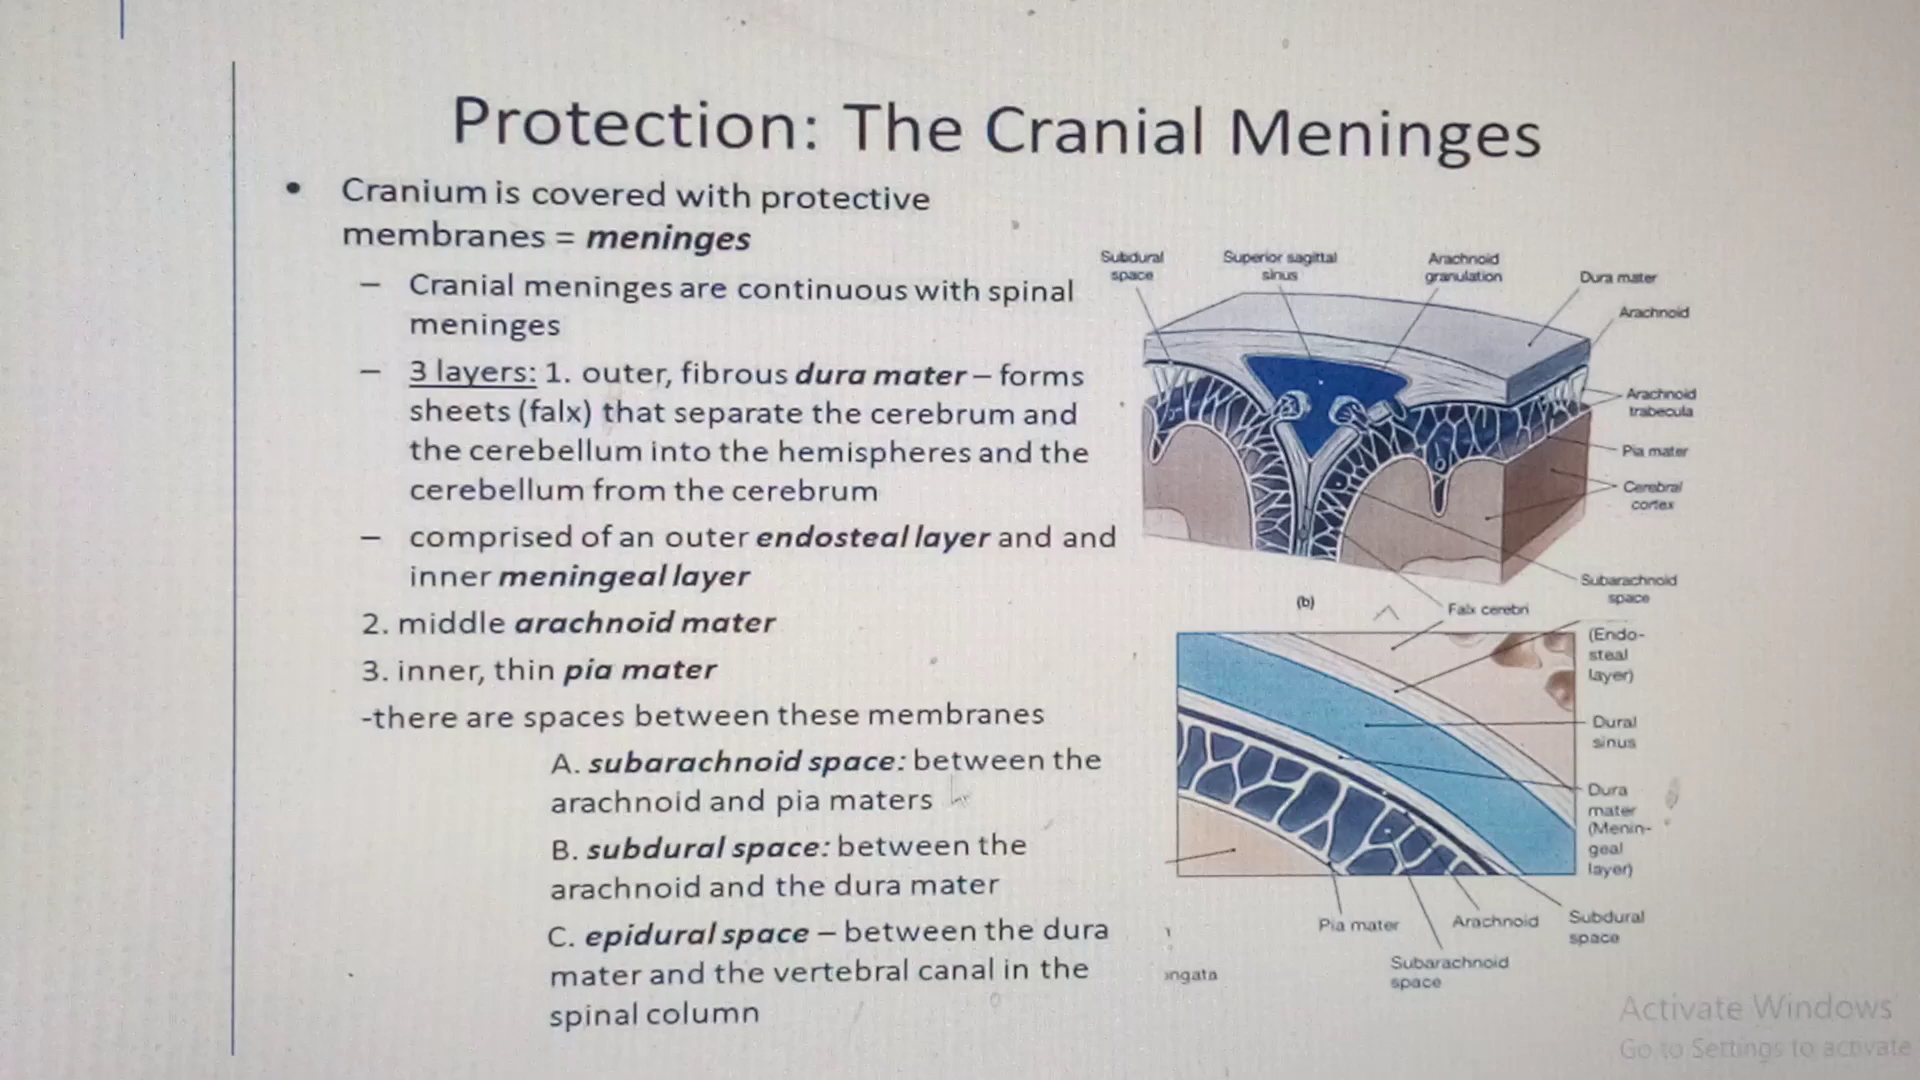 Protection: The Cranial Meninges
• Cranium is covered with protective
membranes = meninges
– Cranial meninges are continuous with spinal
meninges
– 3 layers: 1. outer, fibrous dura mater – forms
sheets (falx) that separate the cerebrum and
the cerebellum into the hemispheres and the
cerebellum from the cerebrum
– comprised of an outer endosteal layer and and
inner meningeal layer
2. middle arachnoid mater
3. inner, thin pia mater
-there are spaces between these membranes
A. subarachnoid space: between the
arachnoid and pia maters
B. subdural space: between the
arachnoid and the dura mater
C. epidural space – between the dura
mater and the vertebral canal in the
spinal column
Subdural
space
Superior sagittal
sinus
Arachnoid
granulation
Dura mater
Arachnoid
Arachnoid
trabecula
Pia mater
Cerebral
cortex
Subarachnoid
space
Falx cerebri
(b)
(Endo-
steal
layer)
Dural
sinus
Dura
mater
(Menin-
geal
layer)
Subdural
space
Arachnoid
Pia mater
Subarachnoid
space
ongata
Activate Windows
Go to Settings to activate